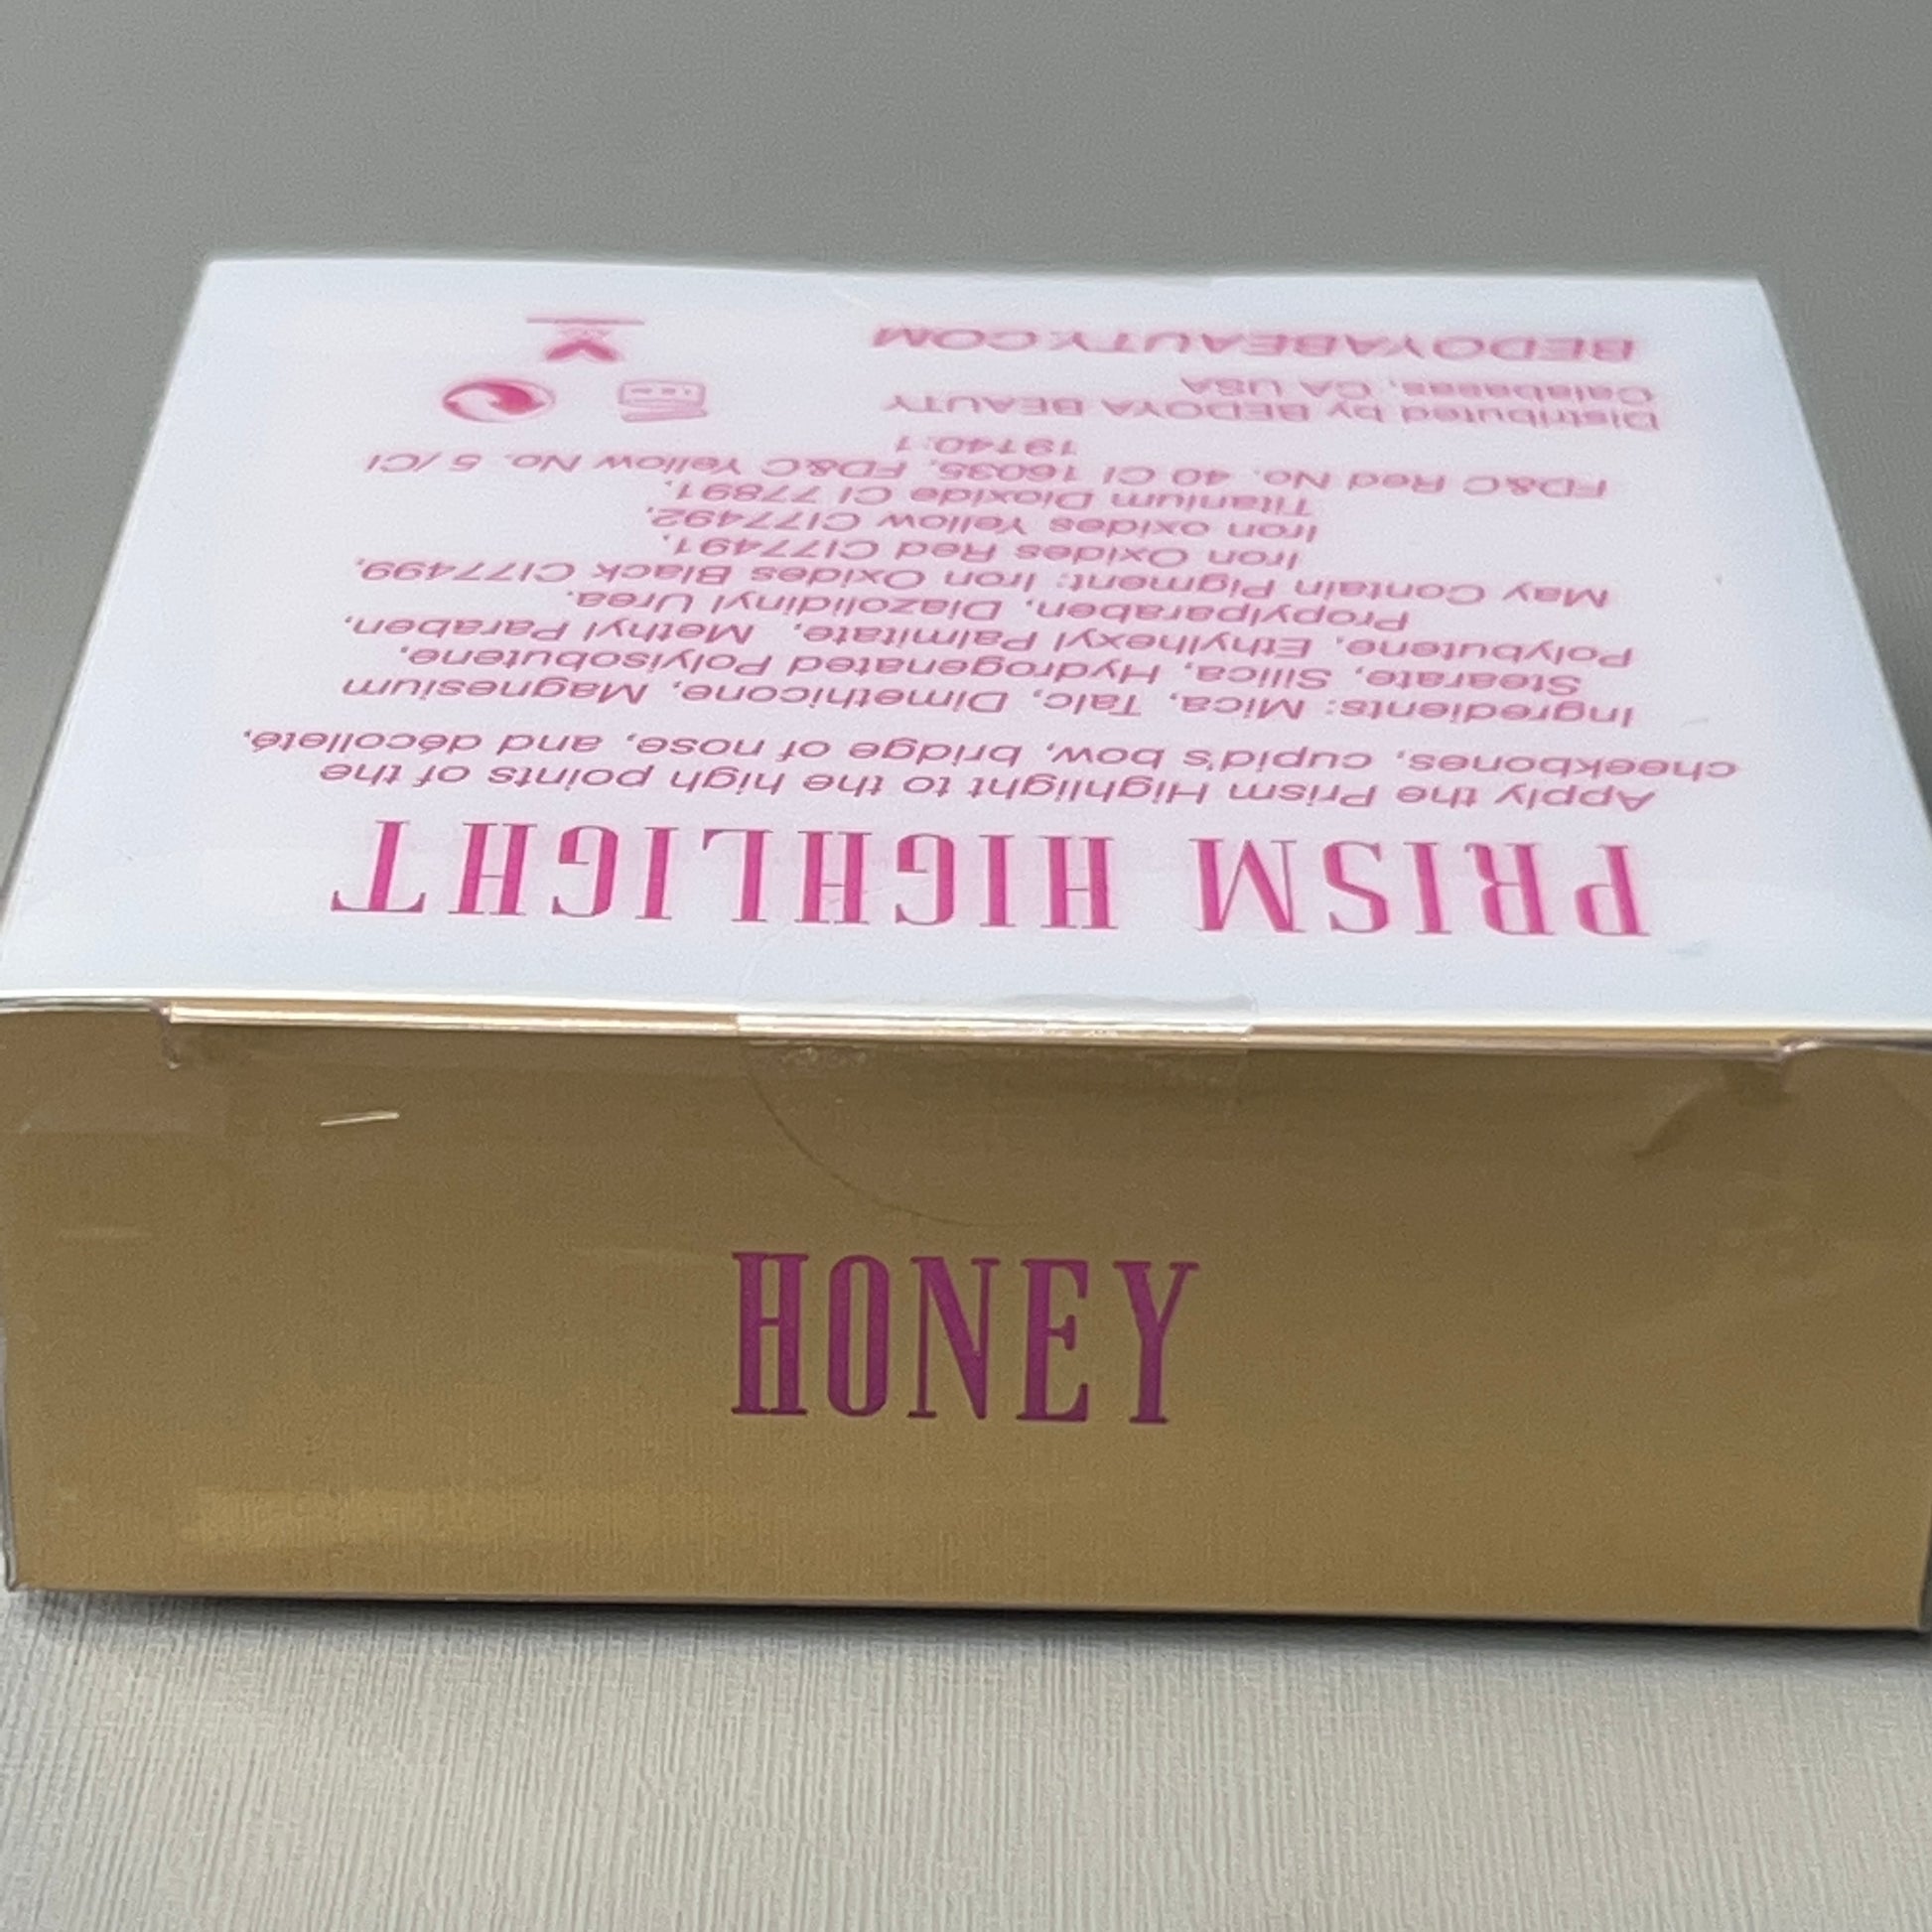 PRISM HIGHLIGHT
Apply the Prism Highlight to the high points of the
cheekbones, cupid's bow, bridge of nose, and décolleté.
Ingredients: Mica, Talc, Dimethicone, Magnesium
Stearate, Silica, Hydrogenated Polyisobutene,
Polybutene, Ethylhexyl Palmitate, Methyl Paraben,
Propylparaben, Diazolidinyl Urea.
May Contain Pigment: Iron Oxides Black CI77499,
Iron Oxides Red CI77491,
Iron oxides Yellow CI77492,
Titanium Dioxide CI 77891,
FD&C Red No. 40 CI 16035, FD&C Yellow No. 5 /CI
19140:1
Distributed by BEDOYA BEAUTY
Calabasas, CA USA
BEDOYABEAUTY.COM
HONEY